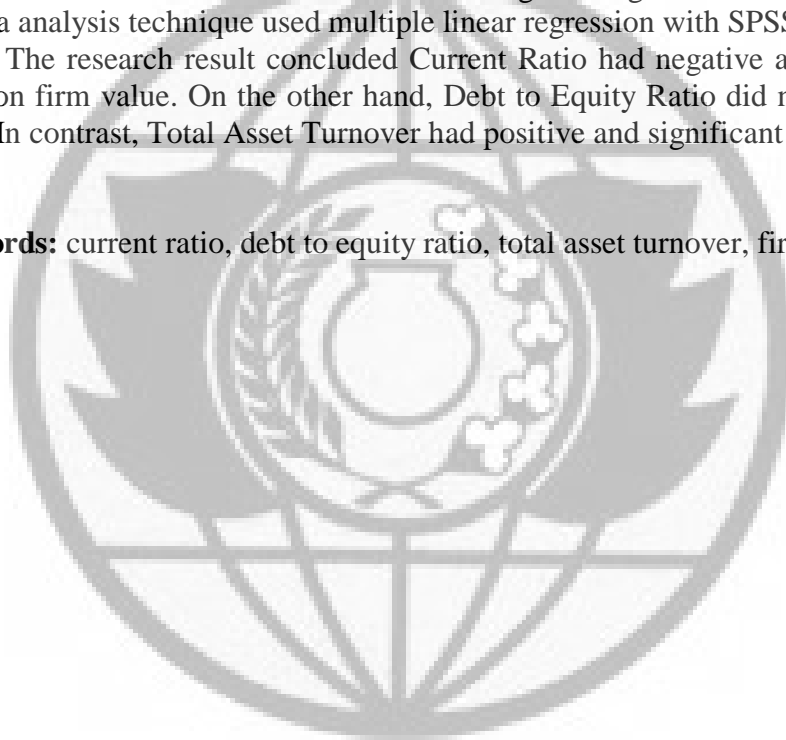 a analysis technique used multiple linear regression with SPSS
The research result concluded Current Ratio had negative a
on firm value. On the other hand, Debt to Equity Ratio did
In contrast, Total Asset Turnover had positive and significant
ords: current ratio, debt to equity ratio, total asset turnover, fir